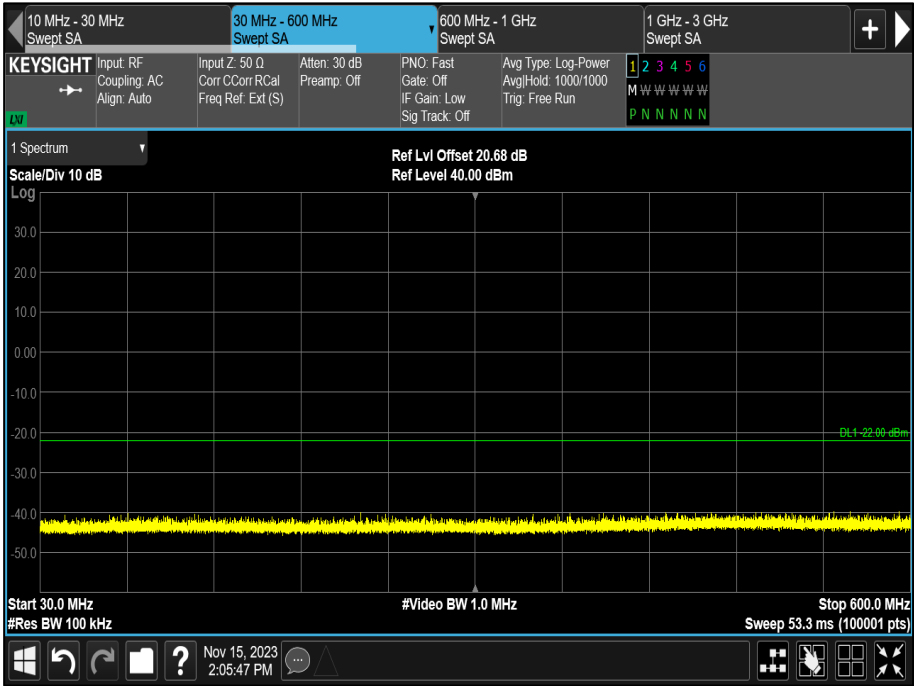 10 MHz - 30 MHz
Swept SA
30 MHz - 600 MHz
Swept SA
600 MHz - 1 GHz
Swept SA
1 GHz - 3 GHz
Swept SA
+
KEYSIGHT
LXI
Input: RF
Coupling: AC
Align: Auto
Input Z: 50 Ω
Corr CCorr RCal
Freq Ref: Ext (S)
Atten: 30 dB
Preamp: Off
PNO: Fast
Gate: Off
IF Gain: Low
Sig Track: Off
Avg Type: Log-Power
Avg|Hold: 1000/1000
Trig: Free Run
1 2 3 4 5 6
M W W W W W
P N N N N N
1 Spectrum
Scale/Div 10 dB
Ref Lvl Offset 20.68 dB
Ref Level 40.00 dBm
Log
30.0
20.0
10.0
0.00
-10.0
-20.0
DL1 -22.00 dBm
-30.0
-40.0
-50.0
Start 30.0 MHz
#Video BW 1.0 MHz
Stop 600.0 MHz
#Res BW 100 kHz
Sweep 53.3 ms (100001 pts)
?
Nov 15, 2023
2:05:47 PM